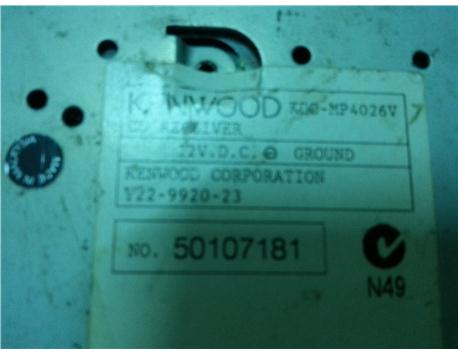 KENWOOD KDC-MP4026V
CD RECEIVER
12V.D.C. ⊖ GROUND
KENWOOD CORPORATION
Y22-9920-23
NO. 50107181
N49